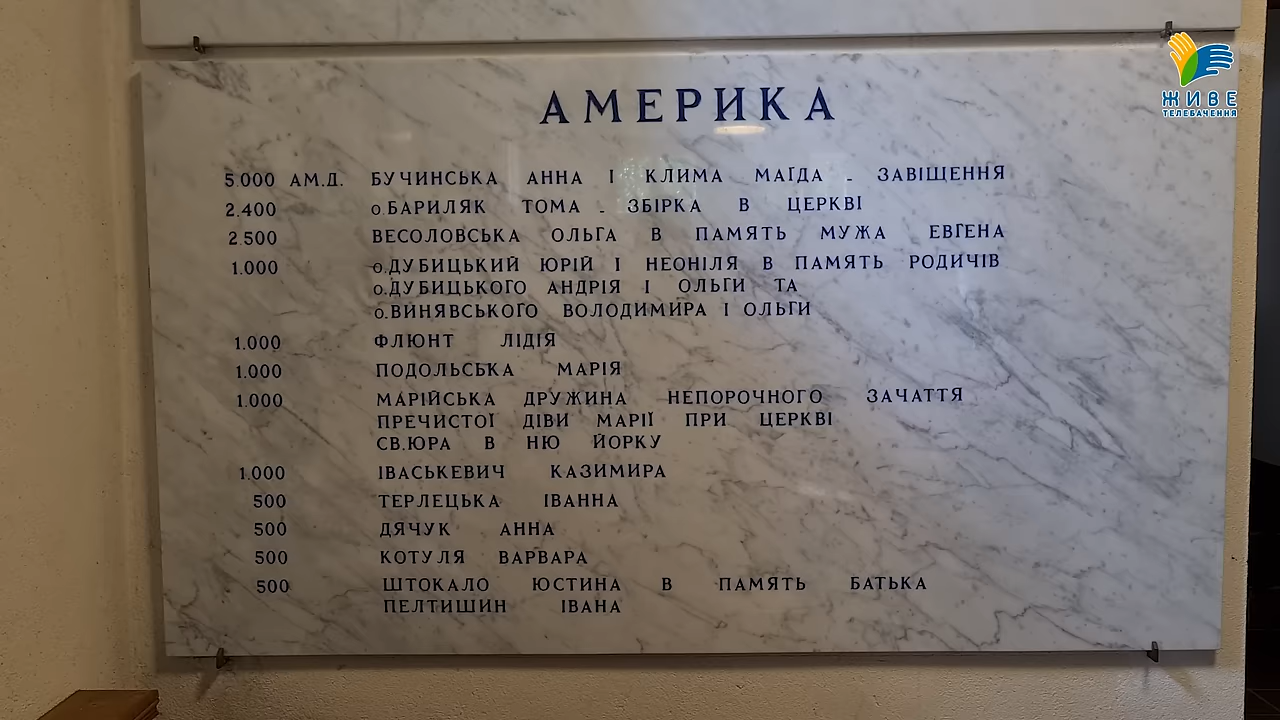 АМЕРИКА
ЖИВЕ
ТЕЛЕБАЧЕННЯ
5.000 АМ.Д. БУЧИНСЬКА АННА І КЛИМА МАҐДА - ЗАВІЩЕННЯ
2.400 о.БАРИЛЯК ТОМА - ЗБІРКА В ЦЕРКВІ
2.500 ВЕСОЛОВСЬКА ОЛЬГА В ПАМЯТЬ МУЖА ЕВГЕНА
1.000 о.ДУБИЦЬКИЙ ЮРІЙ І НЕОНІЛЯ В ПАМЯТЬ РОДИЧІВ
о.ДУБИЦЬКОГО АНДРІЯ І ОЛЬГИ ТА
о.ВИНЯВСЬКОГО ВОЛОДИМИРА І ОЛЬГИ
1.000 ФЛЮНТ ЛІДІЯ
1.000 ПОДОЛЬСЬКА МАРІЯ
1.000 МАРІЙСЬКА ДРУЖИНА НЕПОРОЧНОГО ЗАЧАТТЯ
ПРЕЧИСТОЇ ДІВИ МАРІЇ ПРИ ЦЕРКВІ
СВ.ЮРА В НЮ ЙОРКУ
1.000 ІВАСЬКЕВИЧ КАЗИМИРА
500 ТЕРЛЕЦЬКА ІВАННА
500 ДЯЧУК АННА
500 КОТУЛЯ ВАРВАРА
500 ШТОКАЛО ЮСТИНА В ПАМЯТЬ БАТЬКА
ПЕЛТИШИН ІВАНА